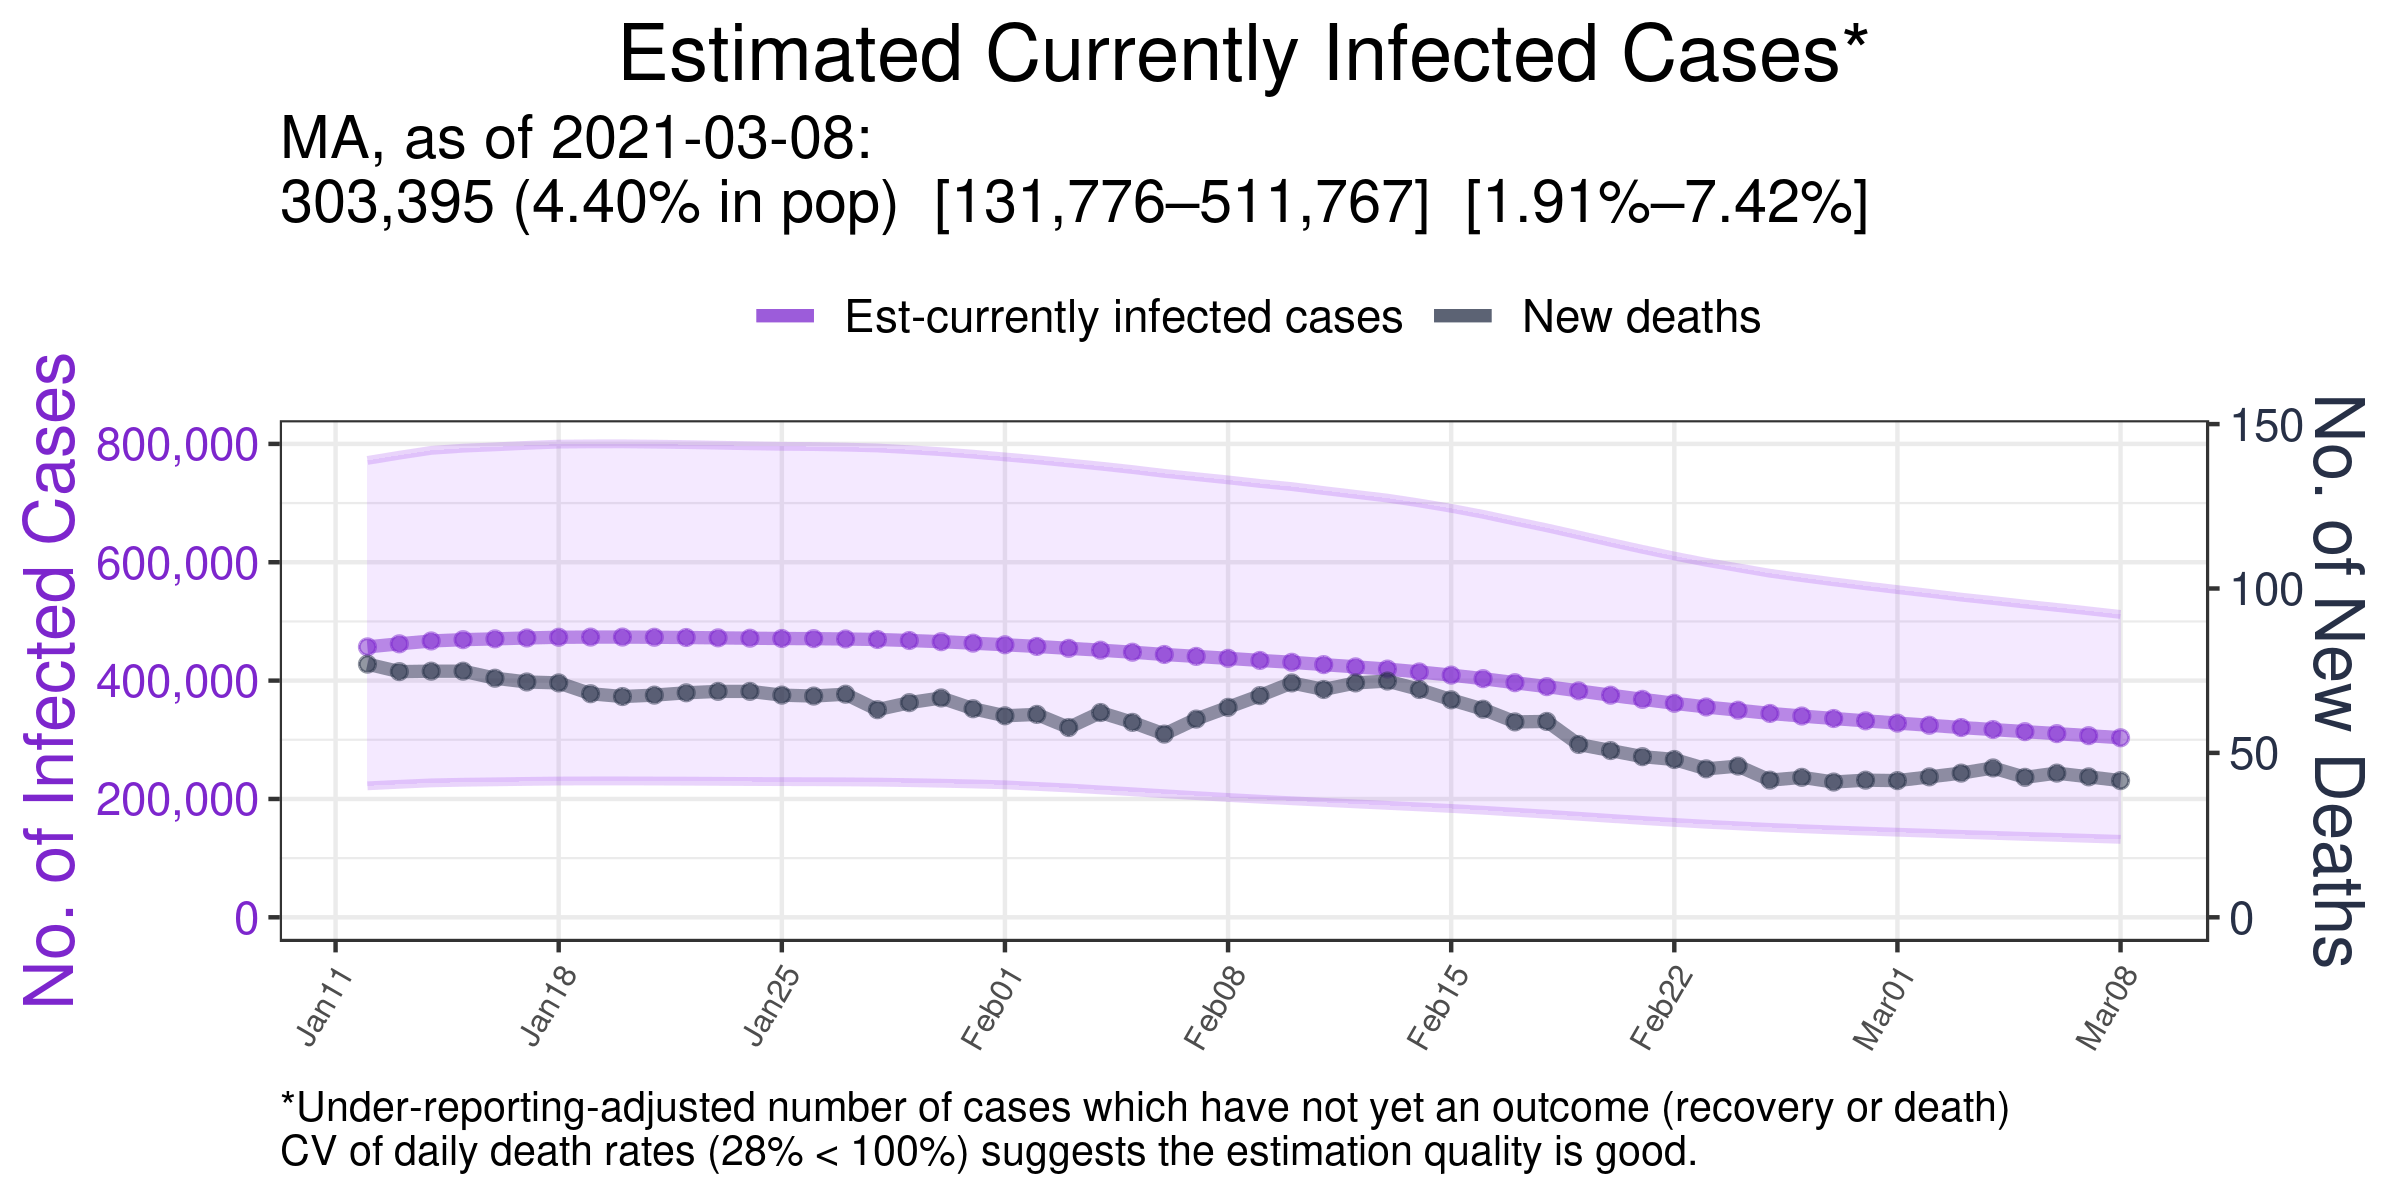 Estimated Currently Infected Cases*
MA, as of 2021-03-08:
303,395 (4.40% in pop) [131,776–511,767] [1.91%–7.42%]
Est-currently infected cases
New deaths
No. of Infected Cases
800,000
600,000
400,000
200,000
0
150
100
50
0
No. of New Deaths
Jan11
Jan18
Jan25
Feb01
Feb08
Feb15
Feb22
Mar01
Mar08
*Under-reporting-adjusted number of cases which have not yet an outcome (recovery or death)
CV of daily death rates (28% < 100%) suggests the estimation quality is good.